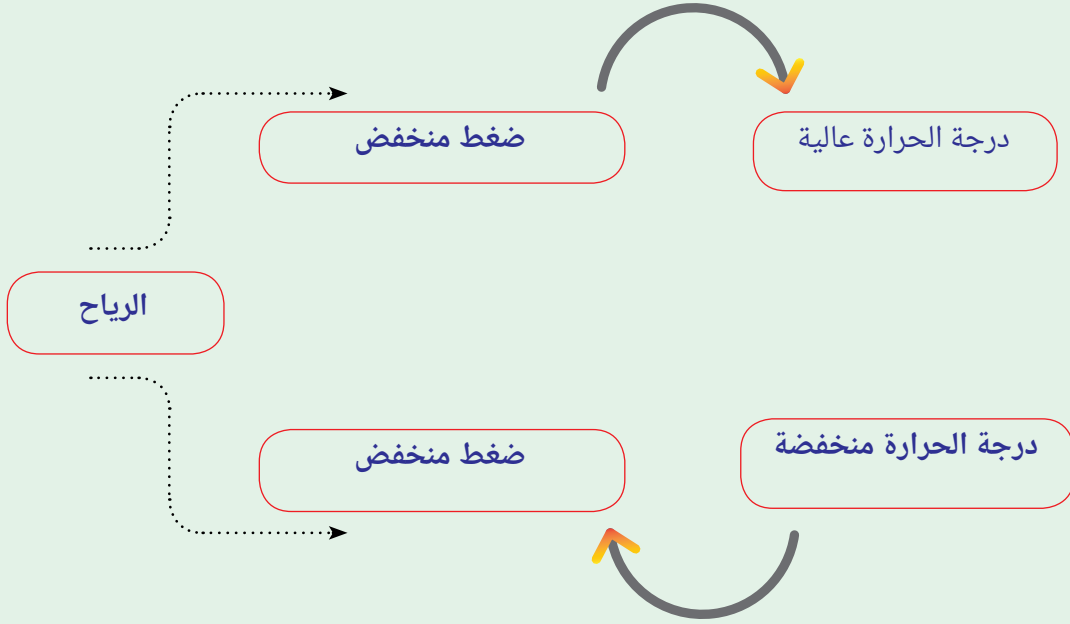 درجة الحرارة عالية
ضغط منخفض
الرياح
درجة الحرارة منخفضة
ضغط منخفض